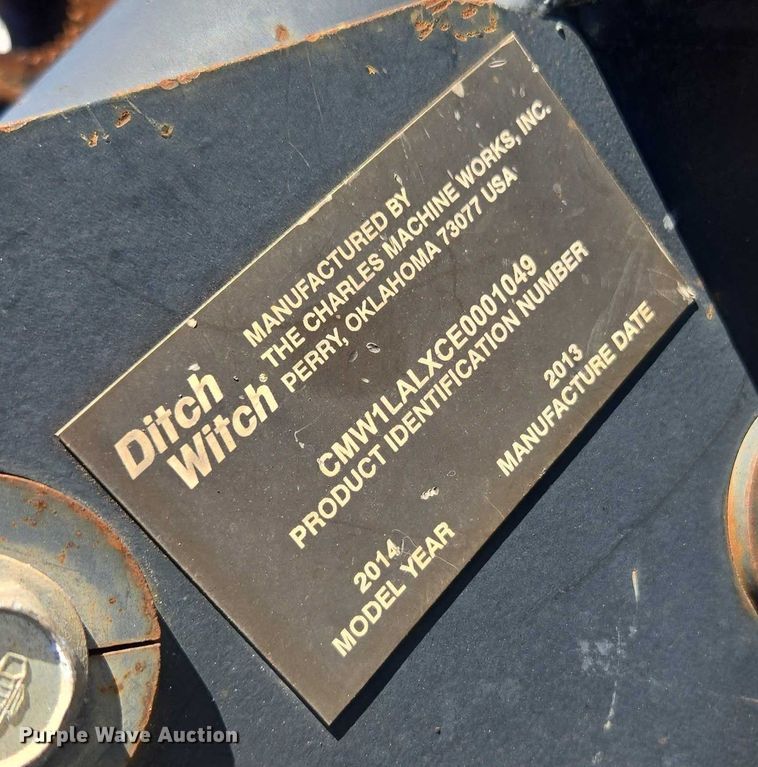 Ditch
Witch®
MANUFACTURED BY
THE CHARLES MACHINE WORKS, INC.
PERRY, OKLAHOMA 73077 USA
CMW1LALXCE0001049
PRODUCT IDENTIFICATION NUMBER
2014
MODEL YEAR
2013
MANUFACTURE DATE
Purple Wave Auction